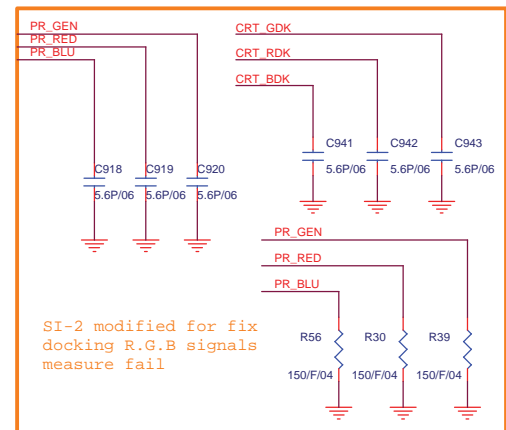 PR_GEN
PR_RED
PR_BLU
C918
C919
C920
5.6P/06
5.6P/06
5.6P/06
CRT_GDK
CRT_RDK
CRT_BDK
C941
C942
C943
5.6P/06
5.6P/06
5.6P/06
PR_GEN
PR_RED
PR_BLU
R56
R30
R39
150/F/04
150/F/04
150/F/04
SI-2 modified for fix
docking R.G.B signals
measure fail